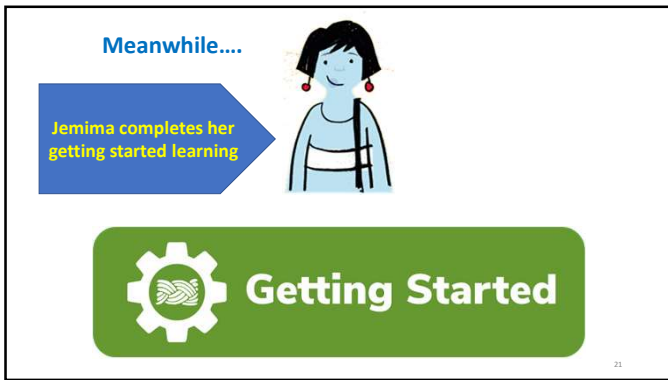 Meanwhile....
Jemima completes her
getting started learning
Getting Started
21